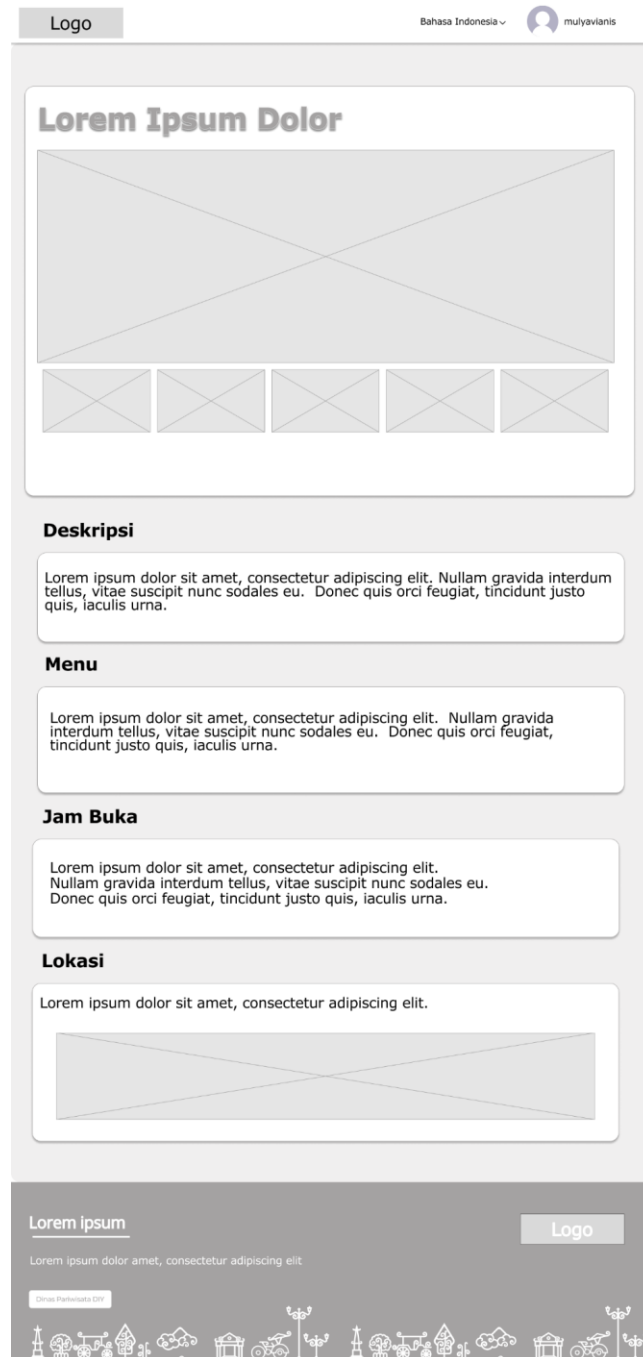 Logo
Bahasa Indonesia
mulyavianis
Lorem Ipsum Dolor
Deskripsi
Lorem ipsum dolor sit amet, consectetur adipiscing elit. Nullam gravida interdum
tellus, vitae suscipit nunc sodales eu.  Donec quis orci feugiat, tincidunt justo
quis, iaculis urna.
Menu
Lorem ipsum dolor sit amet, consectetur adipiscing elit.  Nullam gravida
interdum tellus, vitae suscipit nunc sodales eu.  Donec quis orci feugiat,
tincidunt justo quis, iaculis urna.
Jam Buka
Lorem ipsum dolor sit amet, consectetur adipiscing elit.
Nullam gravida interdum tellus, vitae suscipit nunc sodales eu.
Donec quis orci feugiat, tincidunt justo quis, iaculis urna.
Lokasi
Lorem ipsum dolor sit amet, consectetur adipiscing elit.
Lorem ipsum
Logo
Lorem ipsum dolor amet, consectetur adipiscing elit
Dinas Pariwisata DIY